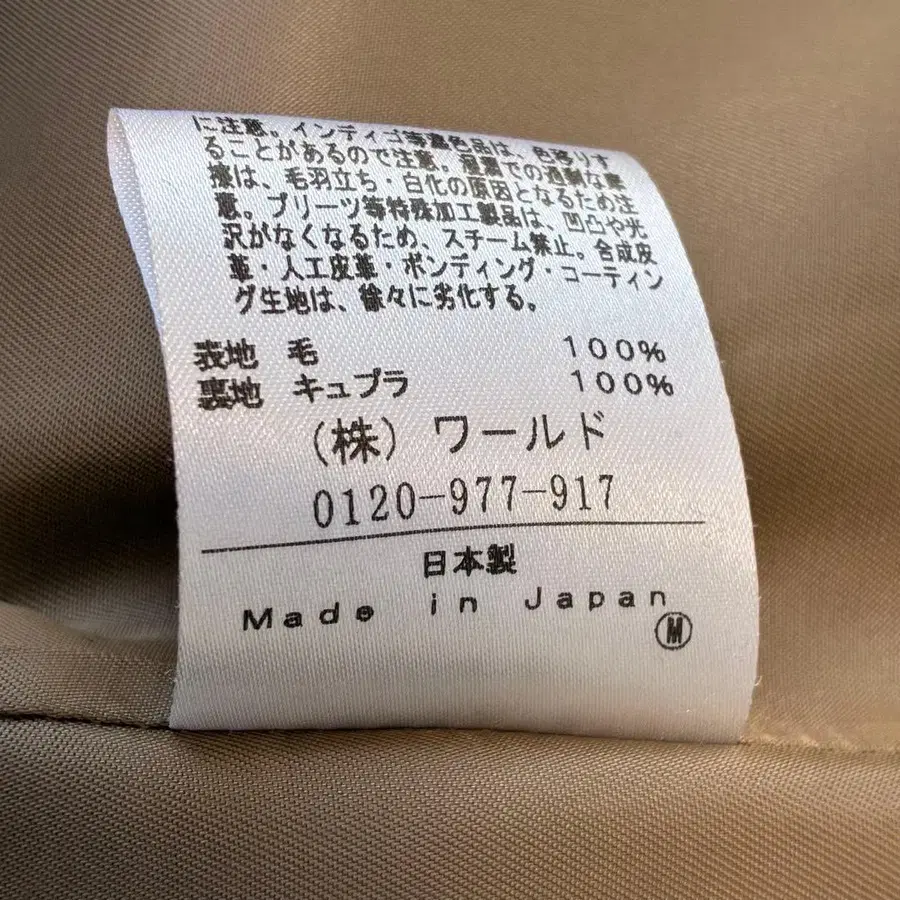 に注意。インディゴ等濃色品は、色移りす
ることがあるので注意。湿潤での過剰な摩
擦は、毛羽立ち・白化の原因となるため注
意。プリーツ等特殊加工製品は、凹凸や光
沢がなくなるため、スチーム禁止。合成皮
革・人工皮革・ボンディング・コーティン
グ生地は、徐々に劣化する。
表地 毛 100%
裏地 キュプラ 100%
(株) ワールド
0120-977-917
日本製
Made in Japan
M